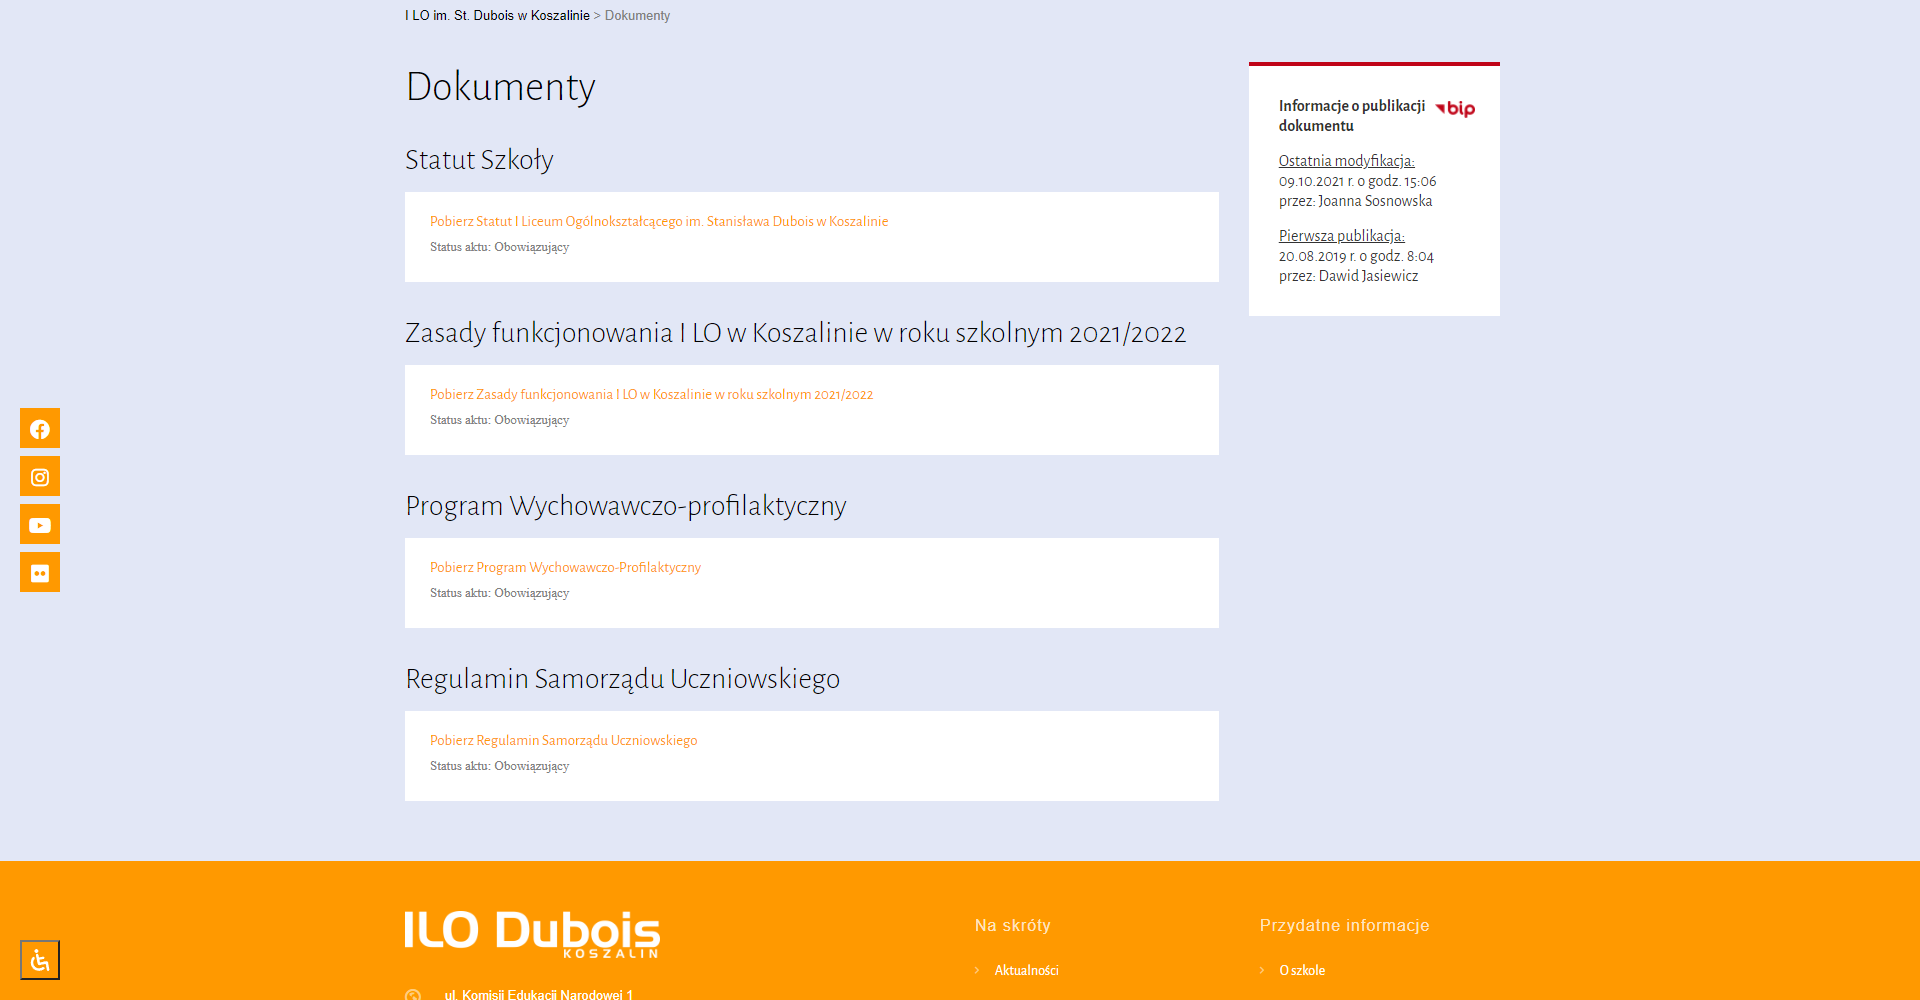 I LO im. St. Dubois w Koszalinie > Dokumenty
Dokumenty
Statut Szkoły
Pobierz Statut I Liceum Ogólnokształcącego im. Stanisława Dubois w Koszalinie
Status aktu: Obowiązujący
Zasady funkcjonowania I LO w Koszalinie w roku szkolnym 2021/2022
Pobierz Zasady funkcjonowania I LO w Koszalinie w roku szkolnym 2021/2022
Status aktu: Obowiązujący
Program Wychowawczo-profilaktyczny
Pobierz Program Wychowawczo-Profilaktyczny
Status aktu: Obowiązujący
Regulamin Samorządu Uczniowskiego
Pobierz Regulamin Samorządu Uczniowskiego
Status aktu: Obowiązujący
Informacje o publikacji bip
dokumentu
Ostatnia modyfikacja:
09.10.2021 r. o godz. 15:06
przez: Joanna Sosnowska
Pierwsza publikacja:
20.08.2019 r. o godz. 8:04
przez: Dawid Jasiewicz
ILO Dubois
KOSZALIN
ul. Komisji Edukacji Narodowej 1
Na skróty
Aktualności
Przydatne informacje
O szkole